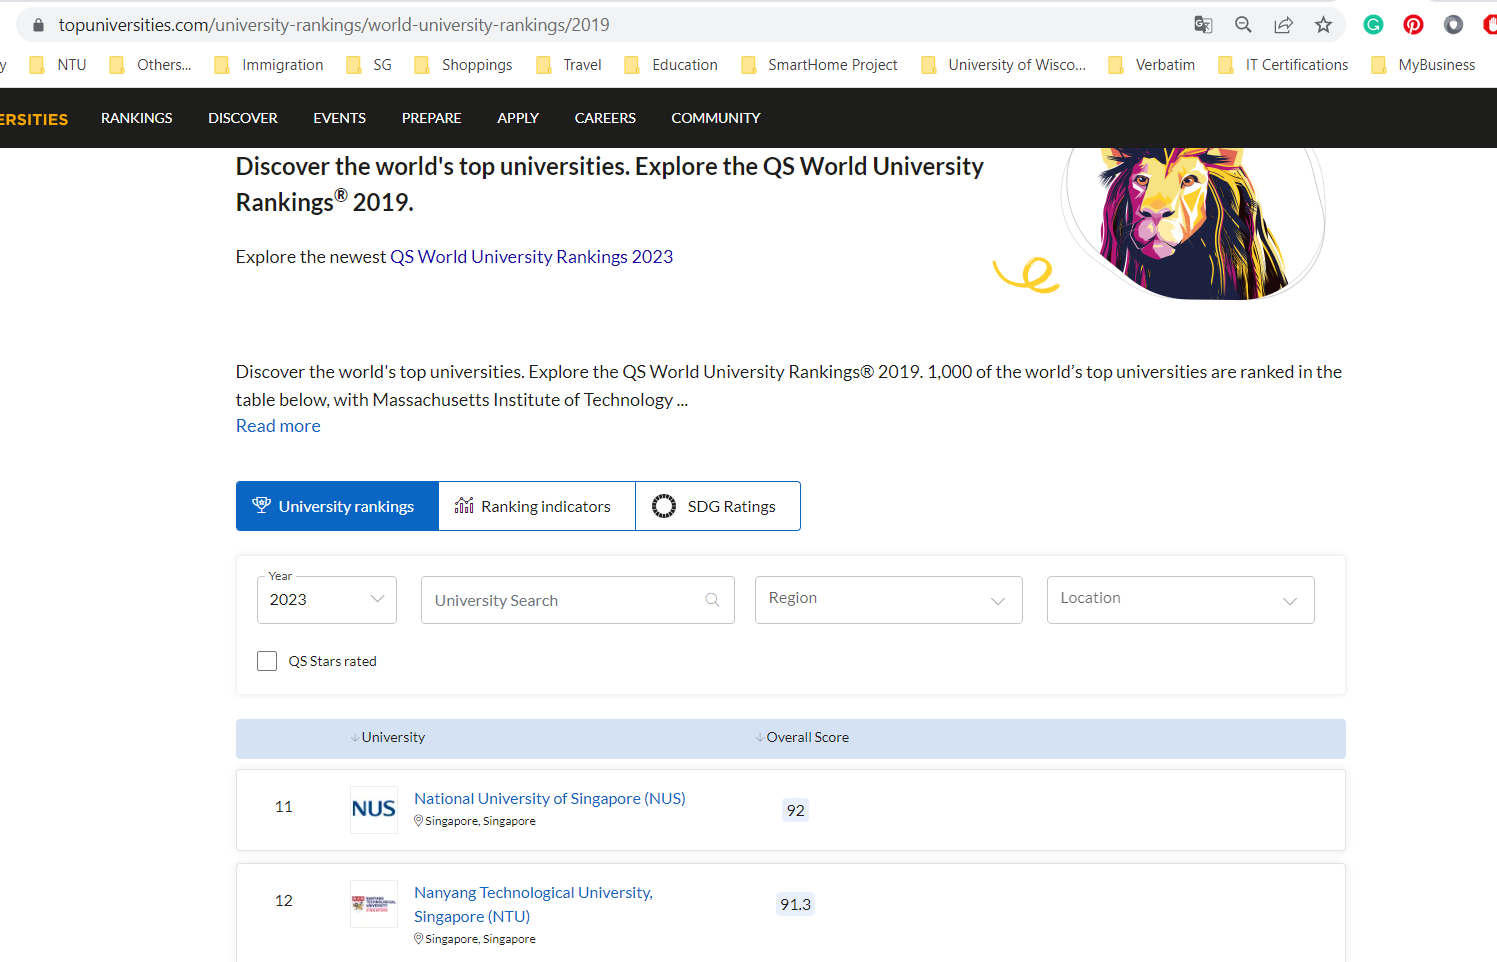 topuniversities.com/university-rankings/world-university-rankings/2019
y NTU Others... Immigration SG Shoppings Travel Education SmartHome Project University of Wisco... Verbatim IT Certifications MyBusiness
ERSITIES RANKINGS DISCOVER EVENTS PREPARE APPLY CAREERS COMMUNITY
Discover the world's top universities. Explore the QS World University
Rankings® 2019.
Explore the newest QS World University Rankings 2023
Discover the world's top universities. Explore the QS World University Rankings® 2019. 1,000 of the world’s top universities are ranked in the
table below, with Massachusetts Institute of Technology ...
Read more
University rankings Ranking indicators SDG Ratings
Year
2023 University Search Region Location
QS Stars rated
University Overall Score
11 NUS National University of Singapore (NUS) 92
Singapore, Singapore
12 NANYANG TECHNOLOGICAL UNIVERSITY SINGAPORE Nanyang Technological University, 91.3
Singapore (NTU)
Singapore, Singapore